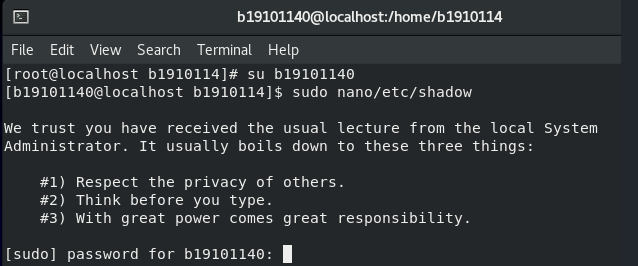 b19101140@localhost:/home/b1910114
File Edit View Search Terminal Help
[root@localhost b1910114]# su b19101140
[b19101140@localhost b1910114]$ sudo nano/etc/shadow
We trust you have received the usual lecture from the local System
Administrator. It usually boils down to these three things:
#1) Respect the privacy of others.
#2) Think before you type.
#3) With great power comes great responsibility.
[sudo] password for b19101140: